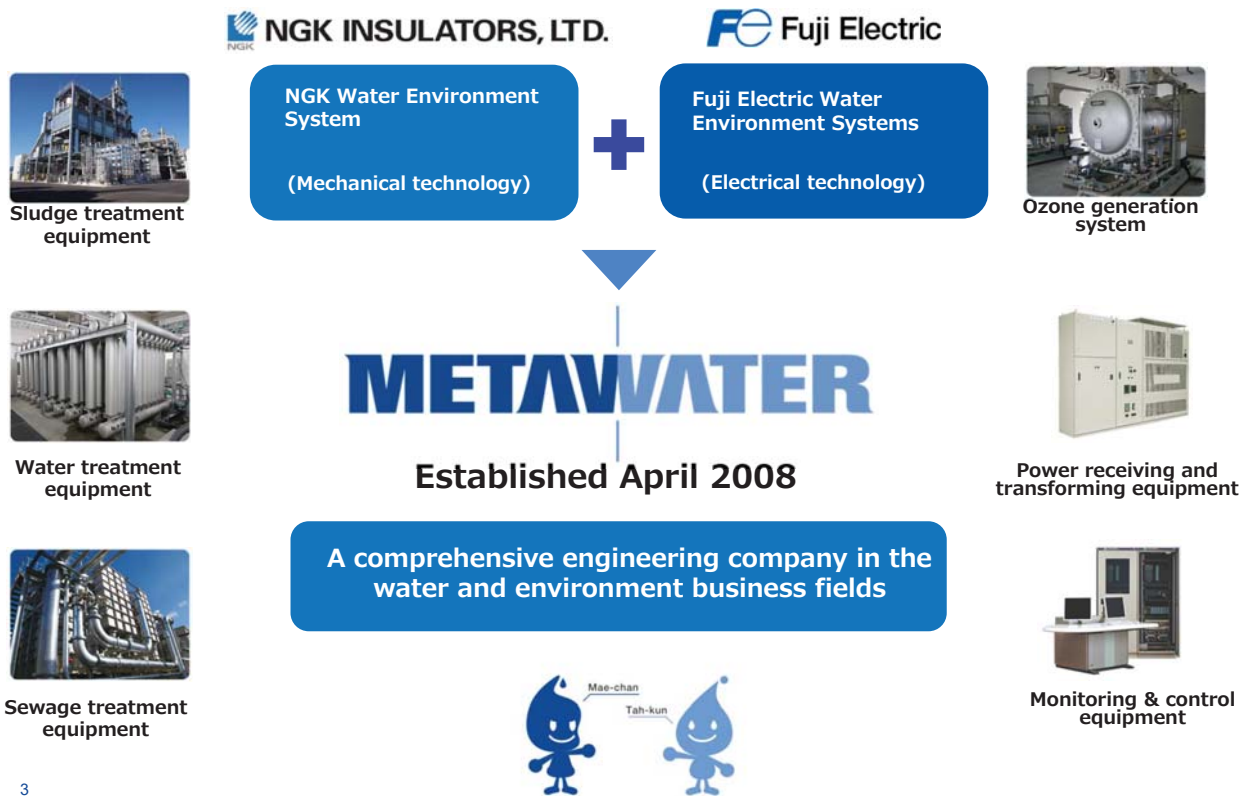 NGK
NGK INSULATORS, LTD.
Fe Fuji Electric
NGK Water Environment
System
(Mechanical technology)
Fuji Electric Water
Environment Systems
(Electrical technology)
Sludge treatment
equipment
Ozone generation
system
METAWATER
Established April 2008
Water treatment
equipment
Power receiving and
transforming equipment
A comprehensive engineering company in the
water and environment business fields
Mae-chan
Tah-kun
Sewage treatment
equipment
Monitoring & control
equipment
3